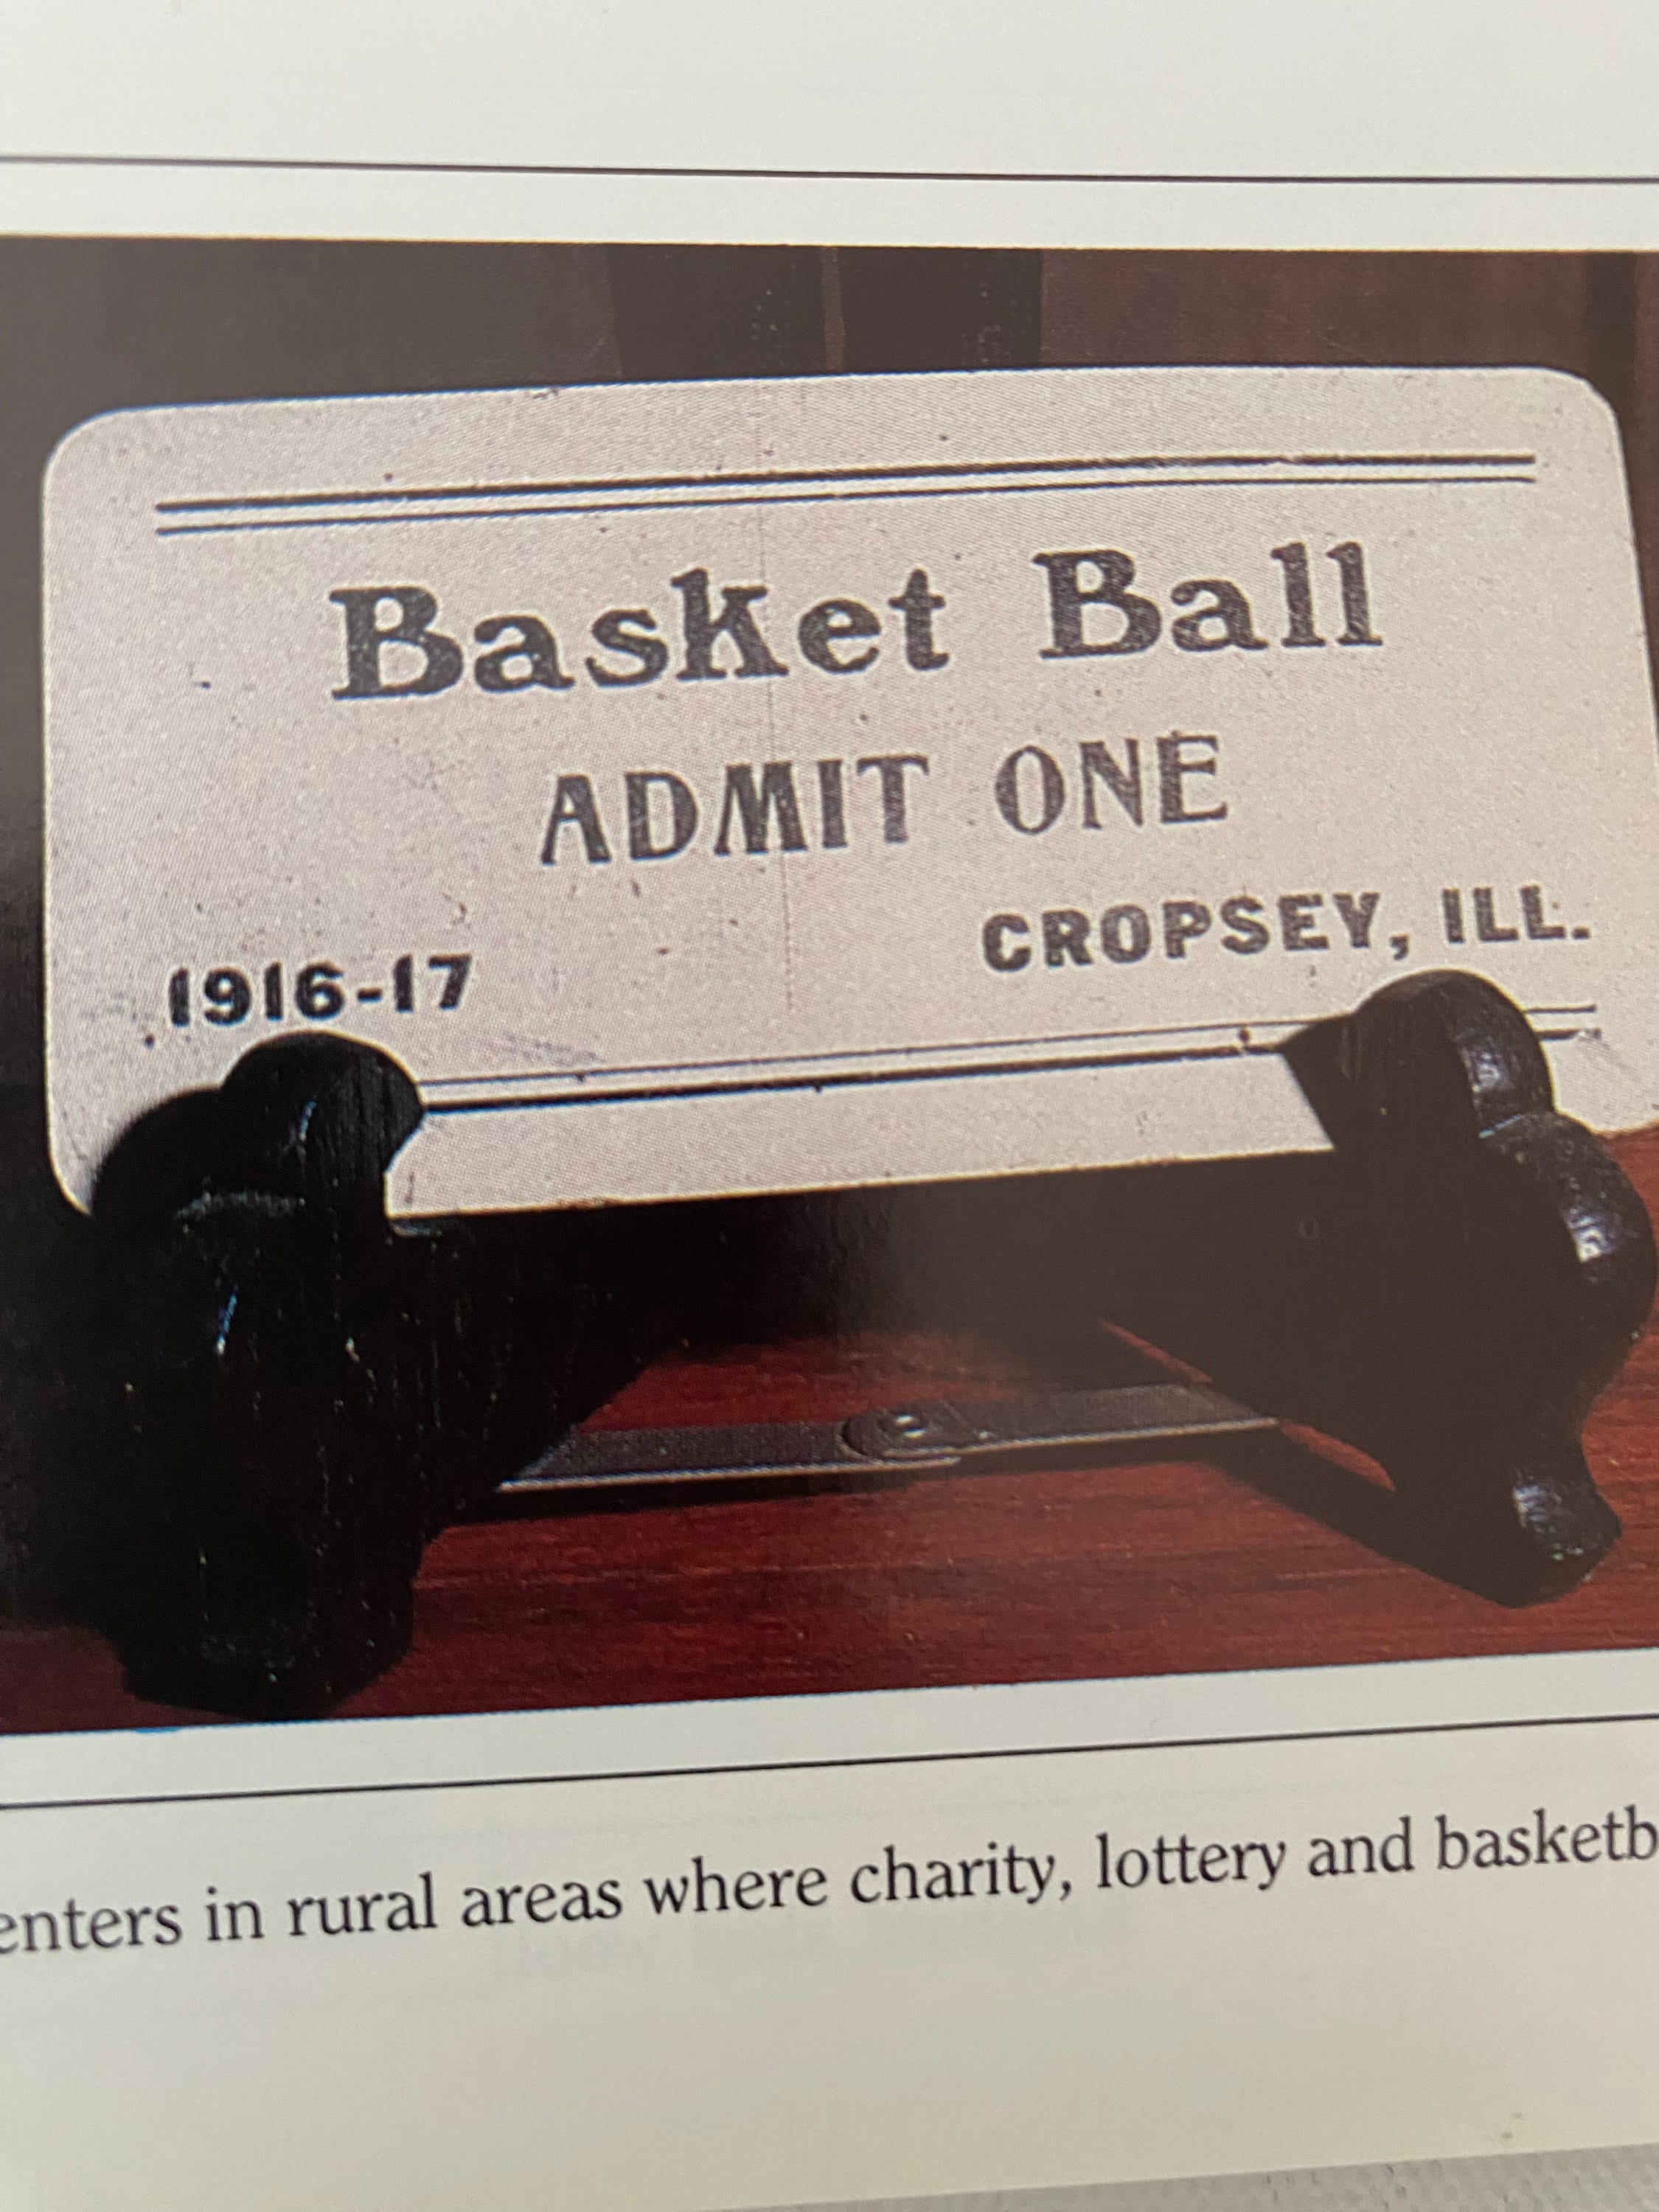 Basket Ball
ADMIT ONE
CROPSEY, ILL.
1916-17
enters in rural areas where charity, lottery and basketb